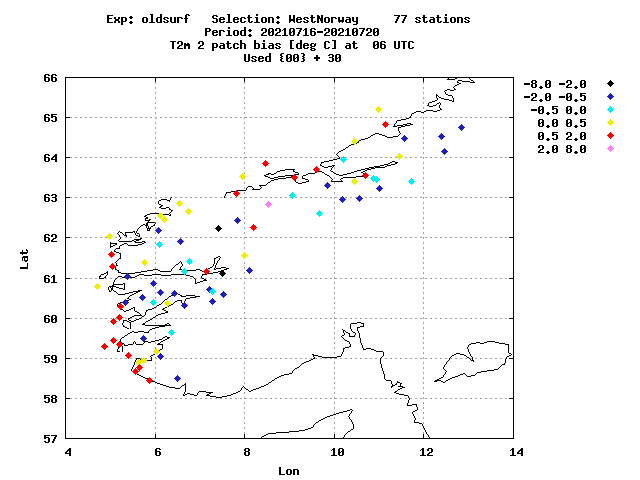 Exp: oldsurf Selection: WestNorway 77 stations
Period: 20210716-20210720
T2m 2 patch bias [deg C] at 06 UTC
Used {00} + 30
66
65
64
63
62
61
60
59
58
57
Lat
4 6 8 10 12 14
Lon
-8.0 -2.0
-2.0 -0.5
-0.5 0.0
0.0 0.5
0.5 2.0
2.0 8.0